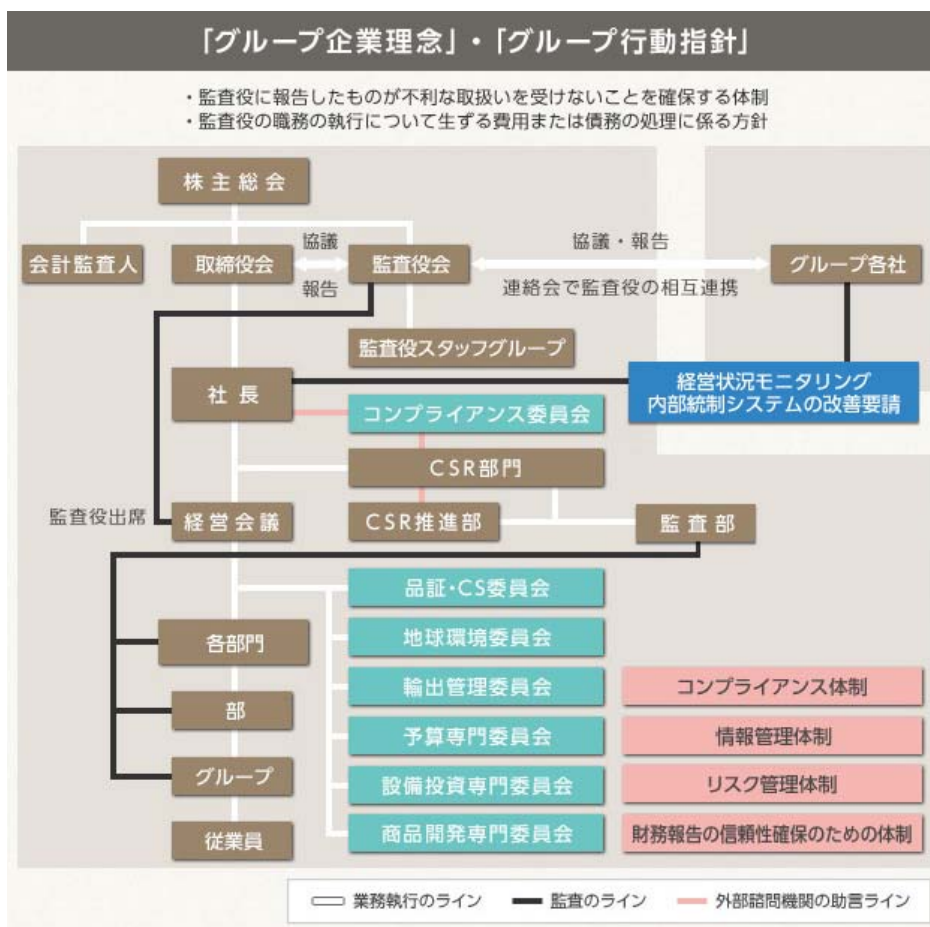 「グループ企業理念」・「グループ行動指針」
・監査役に報告したものが不利な取扱いを受けないことを確保する体制
・監査役の職務の執行について生ずる費用または債務の処理に係る方針
株主総会
会計監査人
取締役会
協議
報告
監査役会
協議・報告
連絡会で監査役の相互連携
グループ各社
監査役スタッフグループ
社長
経営状況モニタリング
内部統制システムの改善要請
コンプライアンス委員会
CSR部門
監査役出席
経営会議
CSR推進部
監査部
品証・CS委員会
各部門
地球環境委員会
輸出管理委員会
コンプライアンス体制
部
予算専門委員会
情報管理体制
グループ
設備投資専門委員会
リスク管理体制
従業員
商品開発専門委員会
財務報告の信頼性確保のための体制
業務執行のライン
監査のライン
外部諮問機関の助言ライン